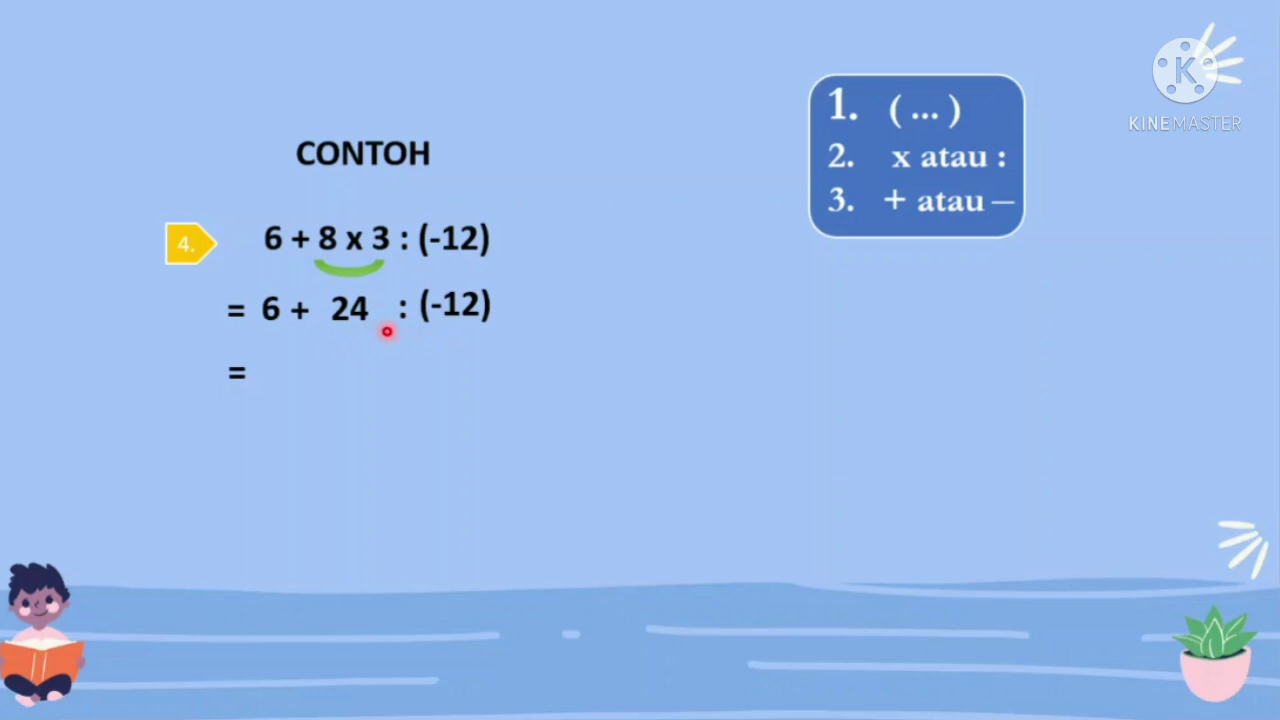 CONTOH
4. 6 + 8 x 3 : (-12)
= 6 + 24 : (-12)
=
1. ( ... )
2. x atau :
3. + atau –
K
KINEMASTER